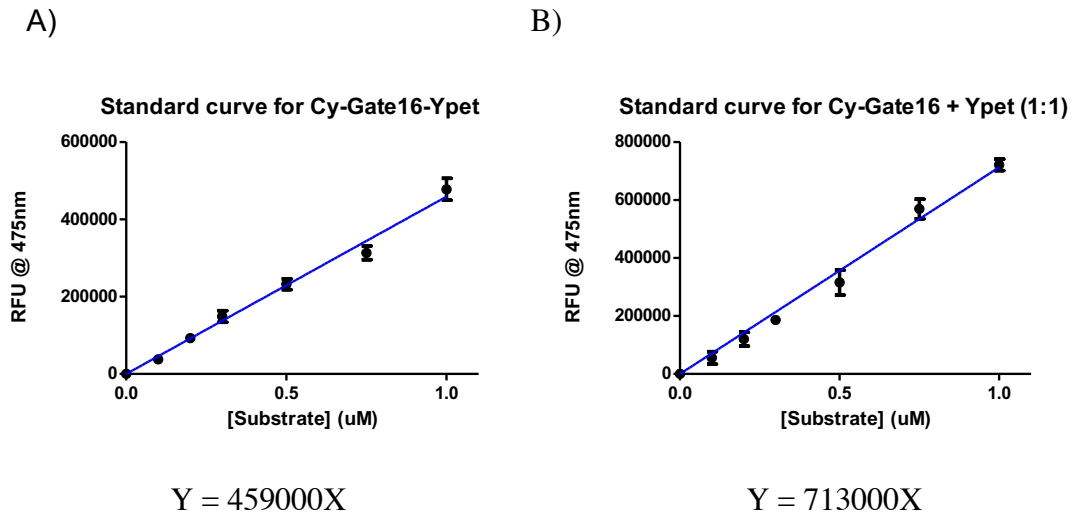 A)
B)
Standard curve for Cy-Gate16-Ypet
Standard curve for Cy-Gate16 + Ypet (1:1)
RFU @ 475nm
600000
400000
200000
0
0.0
0.5
1.0
[Substrate] (uM)
RFU @ 475nm
800000
600000
400000
200000
0
0.0
0.5
1.0
[Substrate] (uM)
Y = 459000X
Y = 713000X